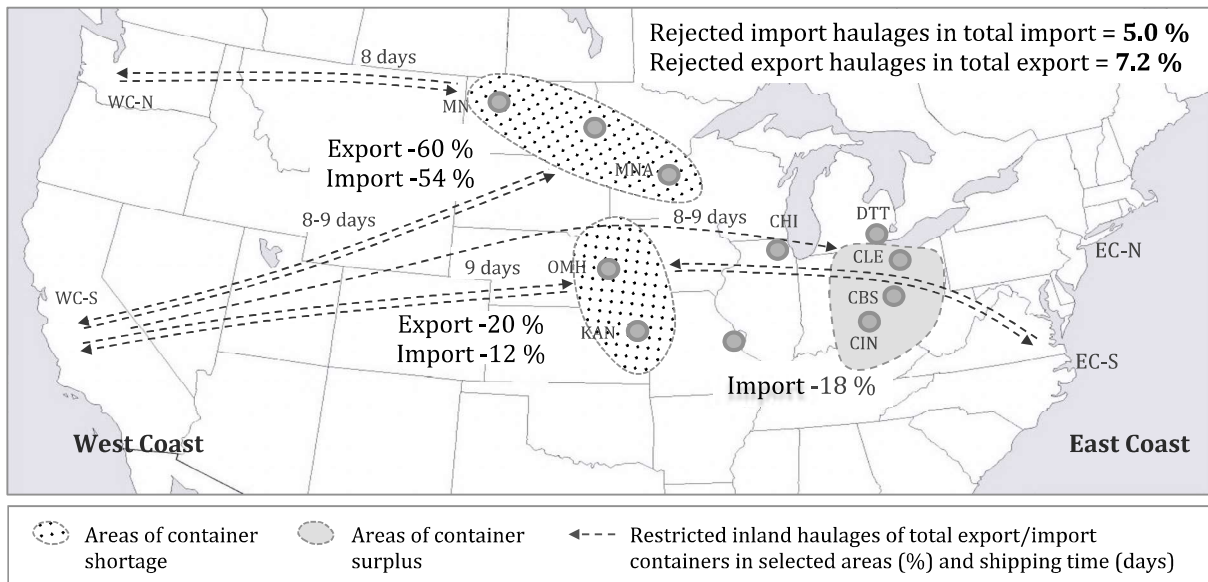 Rejected import haulages in total import = 5.0 %
Rejected export haulages in total export = 7.2 %
8 days
WC-N
MN
Export -60 %
Import -54 %
MNA
8-9 days
8-9 days
CHI
DTT
EC-N
CLE
9 days
OMH
WC-S
CBS
Export -20 %
Import -12 %
KAN
CIN
EC-S
Import -18 %
West Coast
East Coast
Areas of container
shortage
Areas of container
surplus
Restricted inland haulages of total export/import
containers in selected areas (%) and shipping time (days)